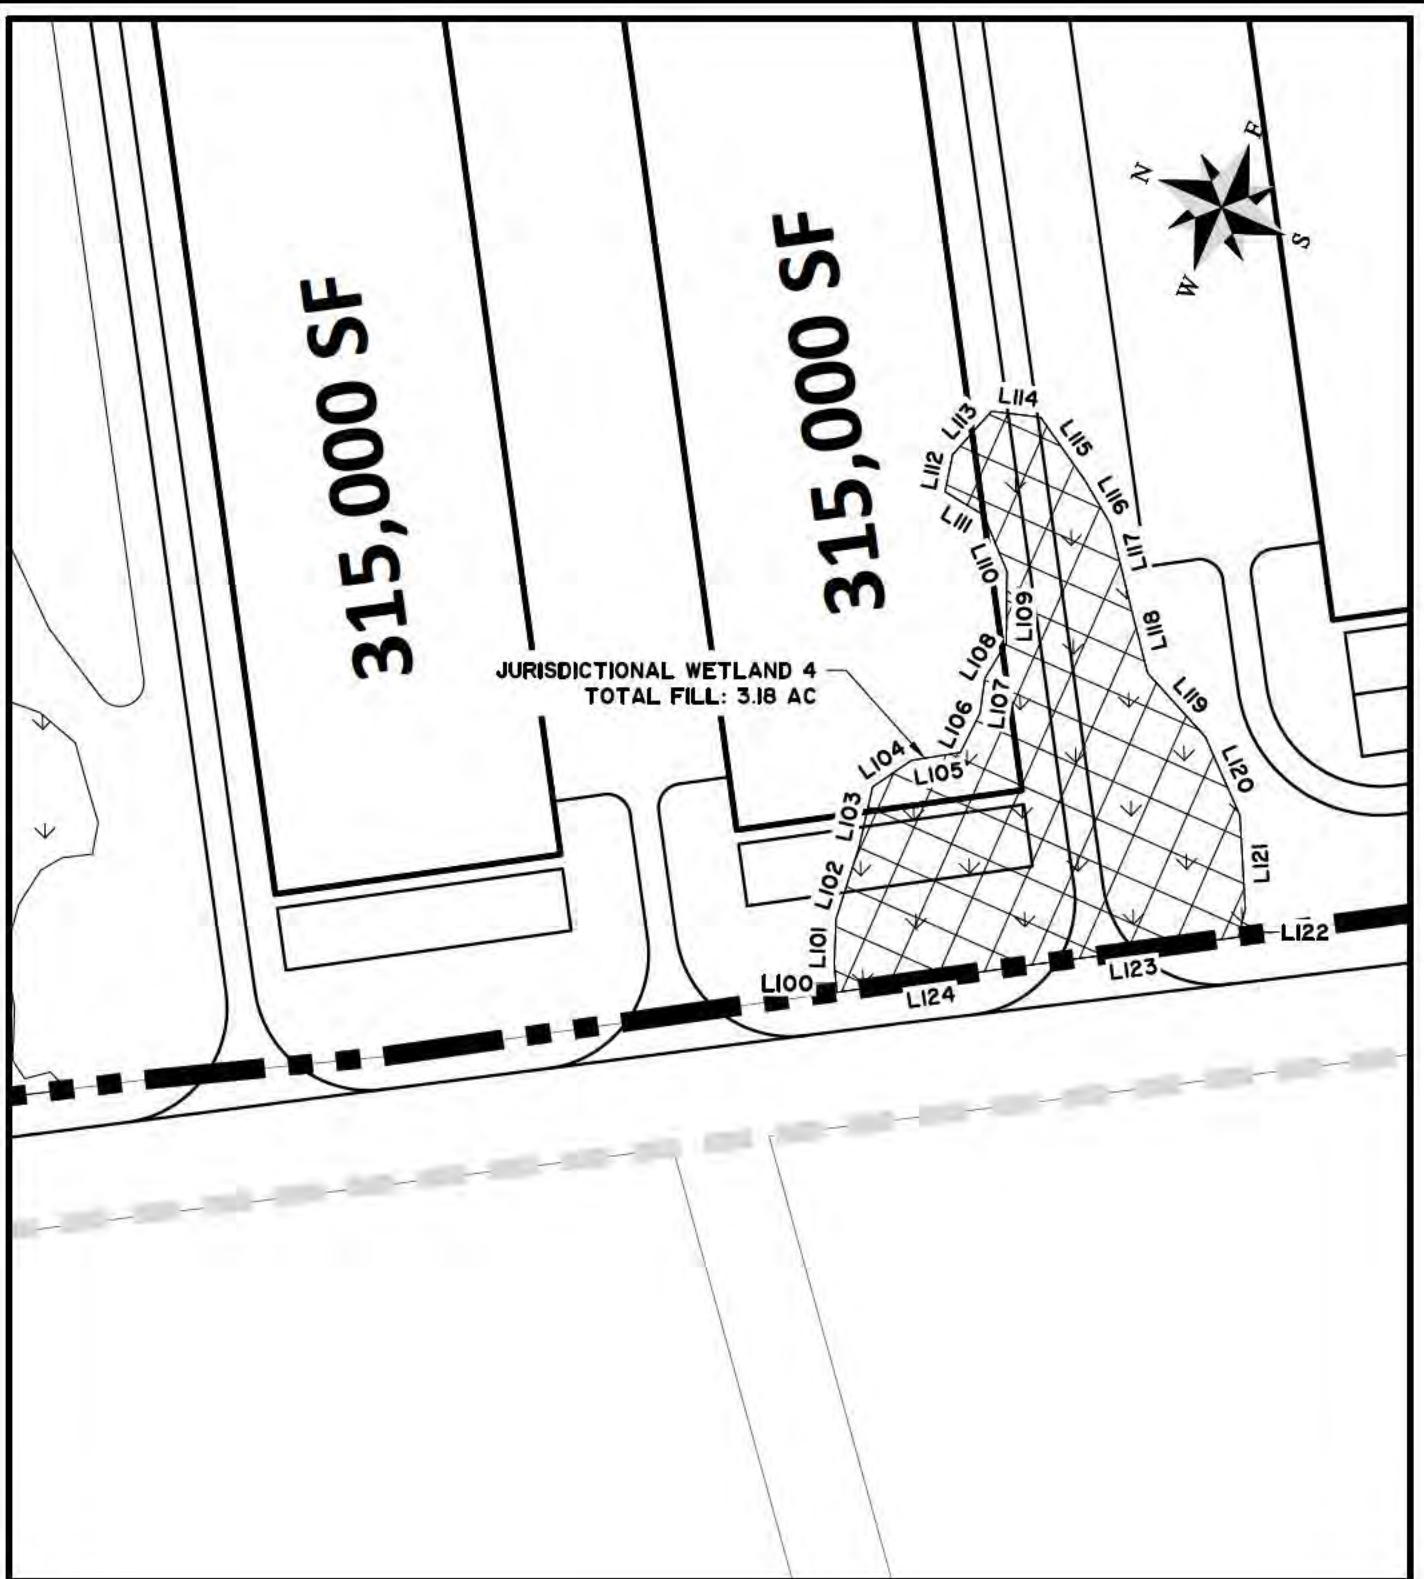 N
E
S
W
315,000 SF
315,000 SF
JURISDICTIONAL WETLAND 4
TOTAL FILL: 3.18 AC
L100
L101
L102
L103
L104
L105
L106
L107
L108
L109
L110
L111
L112
L113
L114
L115
L116
L117
L118
L119
L120
L121
L122
L123
L124